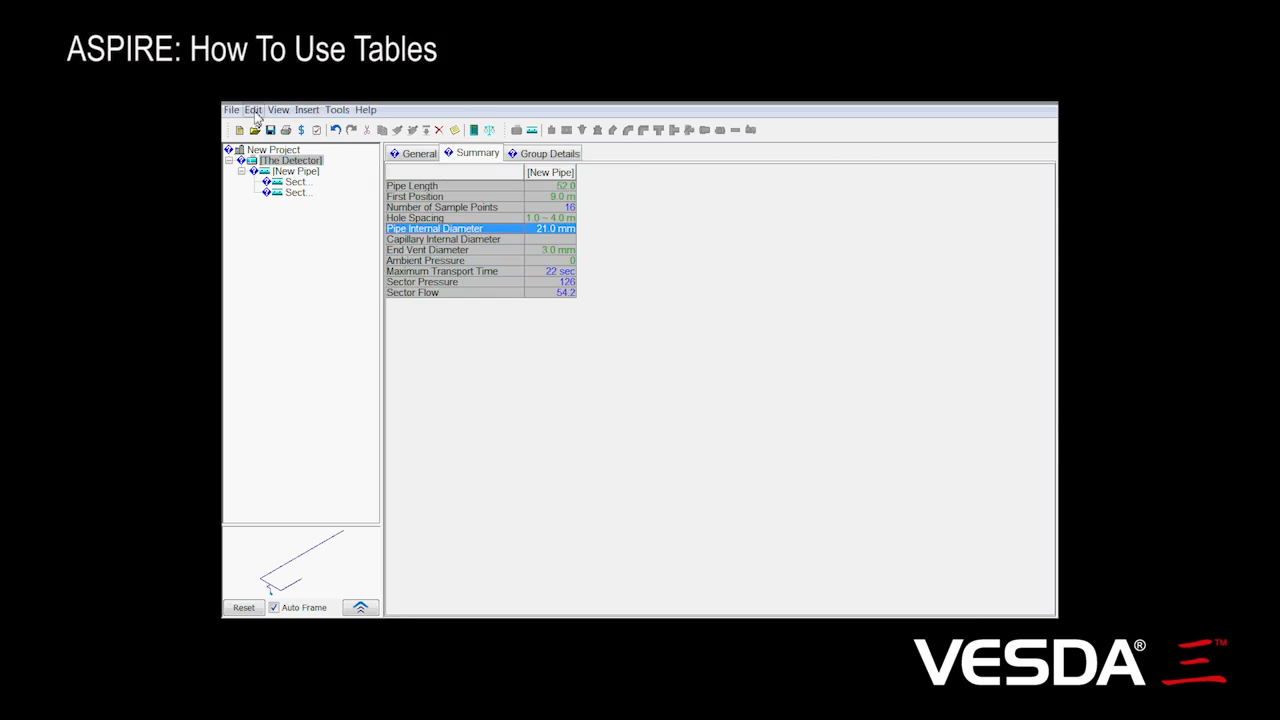 ASPIRE: How To Use Tables
File Edit View Insert Tools Help
New Project
[The Detector]
[New Pipe]
Sect...
Sect...
General Summary Group Details
[New Pipe]
Pipe Length 52.0
First Position 9.0 m
Number of Sample Points 16
Hole Spacing 1.0 ~ 4.0 m
Pipe Internal Diameter 21.0 mm
Capillary Internal Diameter
End Vent Diameter 3.0 mm
Ambient Pressure 0
Maximum Transport Time 22 sec
Sector Pressure 126
Sector Flow 54.2
Reset Auto Frame
VESDA® ™